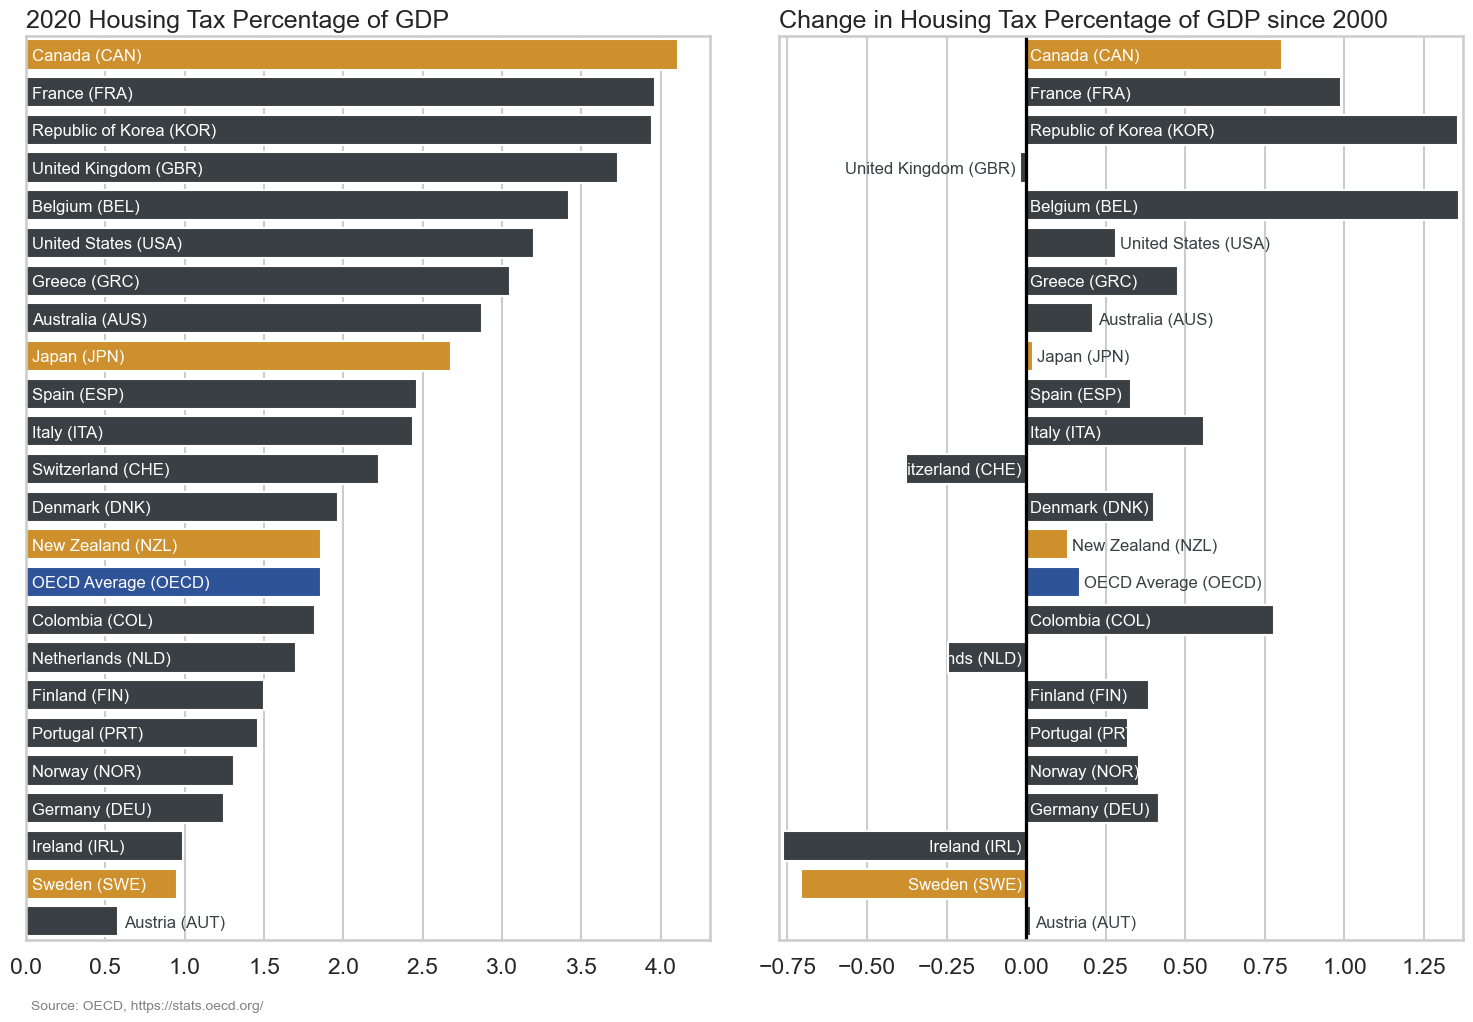 2020 Housing Tax Percentage of GDP
Canada (CAN)
France (FRA)
Republic of Korea (KOR)
United Kingdom (GBR)
Belgium (BEL)
United States (USA)
Greece (GRC)
Australia (AUS)
Japan (JPN)
Spain (ESP)
Italy (ITA)
Switzerland (CHE)
Denmark (DNK)
New Zealand (NZL)
OECD Average (OECD)
Colombia (COL)
Netherlands (NLD)
Finland (FIN)
Portugal (PRT)
Norway (NOR)
Germany (DEU)
Ireland (IRL)
Sweden (SWE)
Austria (AUT)
0.0 0.5 1.0 1.5 2.0 2.5 3.0 3.5 4.0
Change in Housing Tax Percentage of GDP since 2000
Canada (CAN)
France (FRA)
Republic of Korea (KOR)
United Kingdom (GBR)
Belgium (BEL)
United States (USA)
Greece (GRC)
Australia (AUS)
Japan (JPN)
Spain (ESP)
Italy (ITA)
itzerland (CHE)
Denmark (DNK)
New Zealand (NZL)
OECD Average (OECD)
Colombia (COL)
nds (NLD)
Finland (FIN)
Portugal (PRT
Norway (NOR)
Germany (DEU)
Ireland (IRL)
Sweden (SWE)
Austria (AUT)
−0.75 −0.50 −0.25 0.00 0.25 0.50 0.75 1.00 1.25
Source: OECD, https://stats.oecd.org/